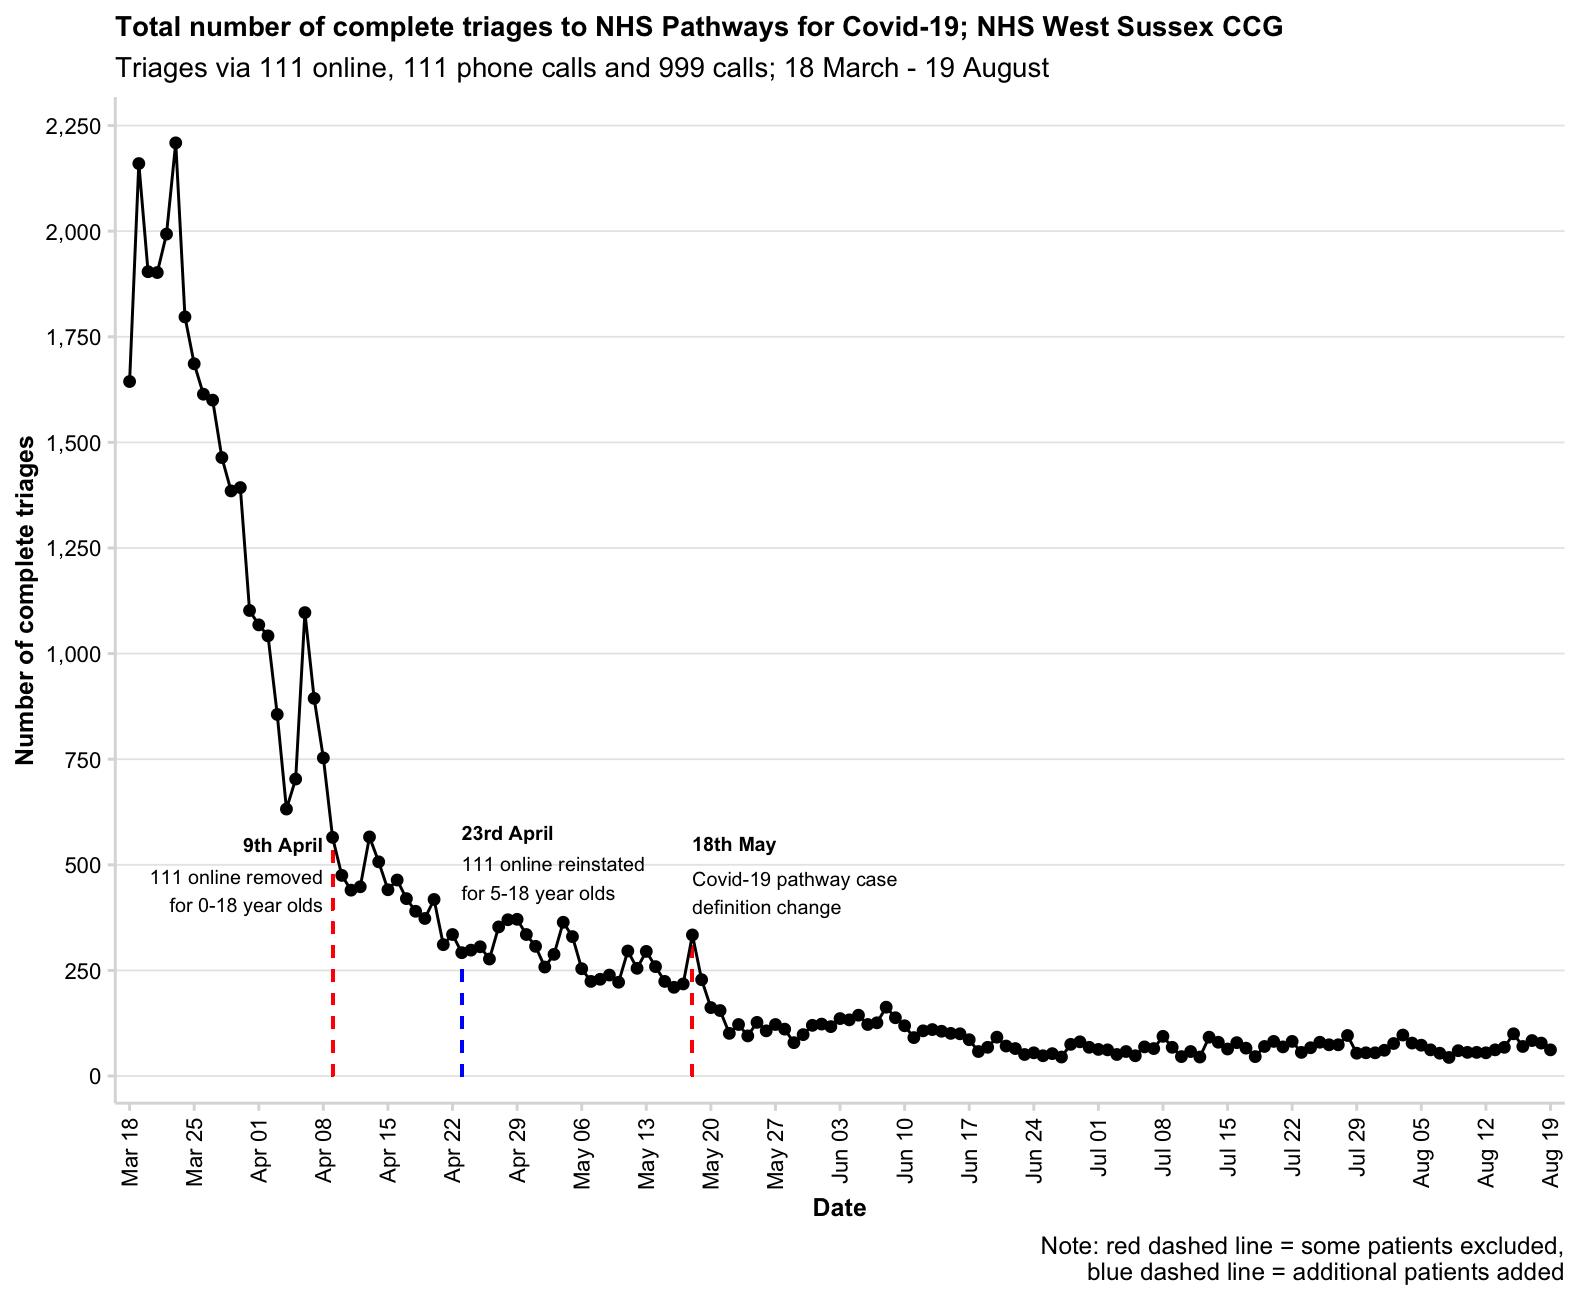 Total number of complete triages to NHS Pathways for Covid-19; NHS West Sussex CCG
Triages via 111 online, 111 phone calls and 999 calls; 18 March - 19 August
Number of complete triages
2,250
2,000
1,750
1,500
1,250
1,000
750
500
250
0
9th April
111 online removed
for 0-18 year olds
23rd April
111 online reinstated
for 5-18 year olds
18th May
Covid-19 pathway case
definition change
Mar 18
Mar 25
Apr 01
Apr 08
Apr 15
Apr 22
Apr 29
May 06
May 13
May 20
May 27
Jun 03
Jun 10
Jun 17
Jun 24
Jul 01
Jul 08
Jul 15
Jul 22
Jul 29
Aug 05
Aug 12
Aug 19
Date
Note: red dashed line = some patients excluded,
blue dashed line = additional patients added